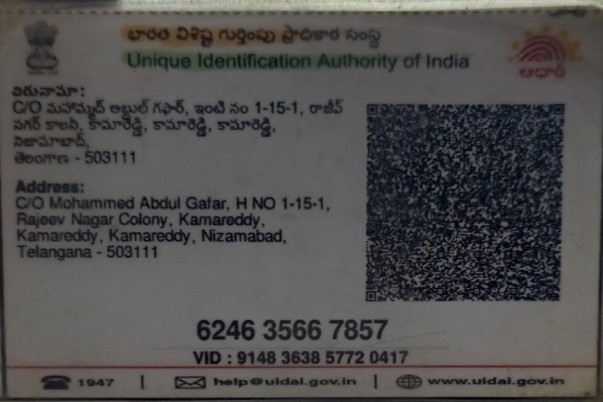 భారత విశిష్ట గుర్తింపు ప్రాధికార సంస్థ
Unique Identification Authority of India
ఆధార్
చిరునామా:
C/O మహమ్మద్ అబ్దుల్ గఫార్, ఇంటి నం 1-15-1, రాజీవ్
నగర్ కాలనీ, కామారెడ్డి, కామారెడ్డి, కామారెడ్డి,
నిజామాబాద్,
తెలంగాణ - 503111
Address:
C/O Mohammed Abdul Gafar, H NO 1-15-1,
Rajeev Nagar Colony, Kamareddy,
Kamareddy, Kamareddy, Nizamabad,
Telangana - 503111
6246 3566 7857
VID : 9148 3638 5772 0417
1947 | help@uidai.gov.in | www.uidai.gov.in